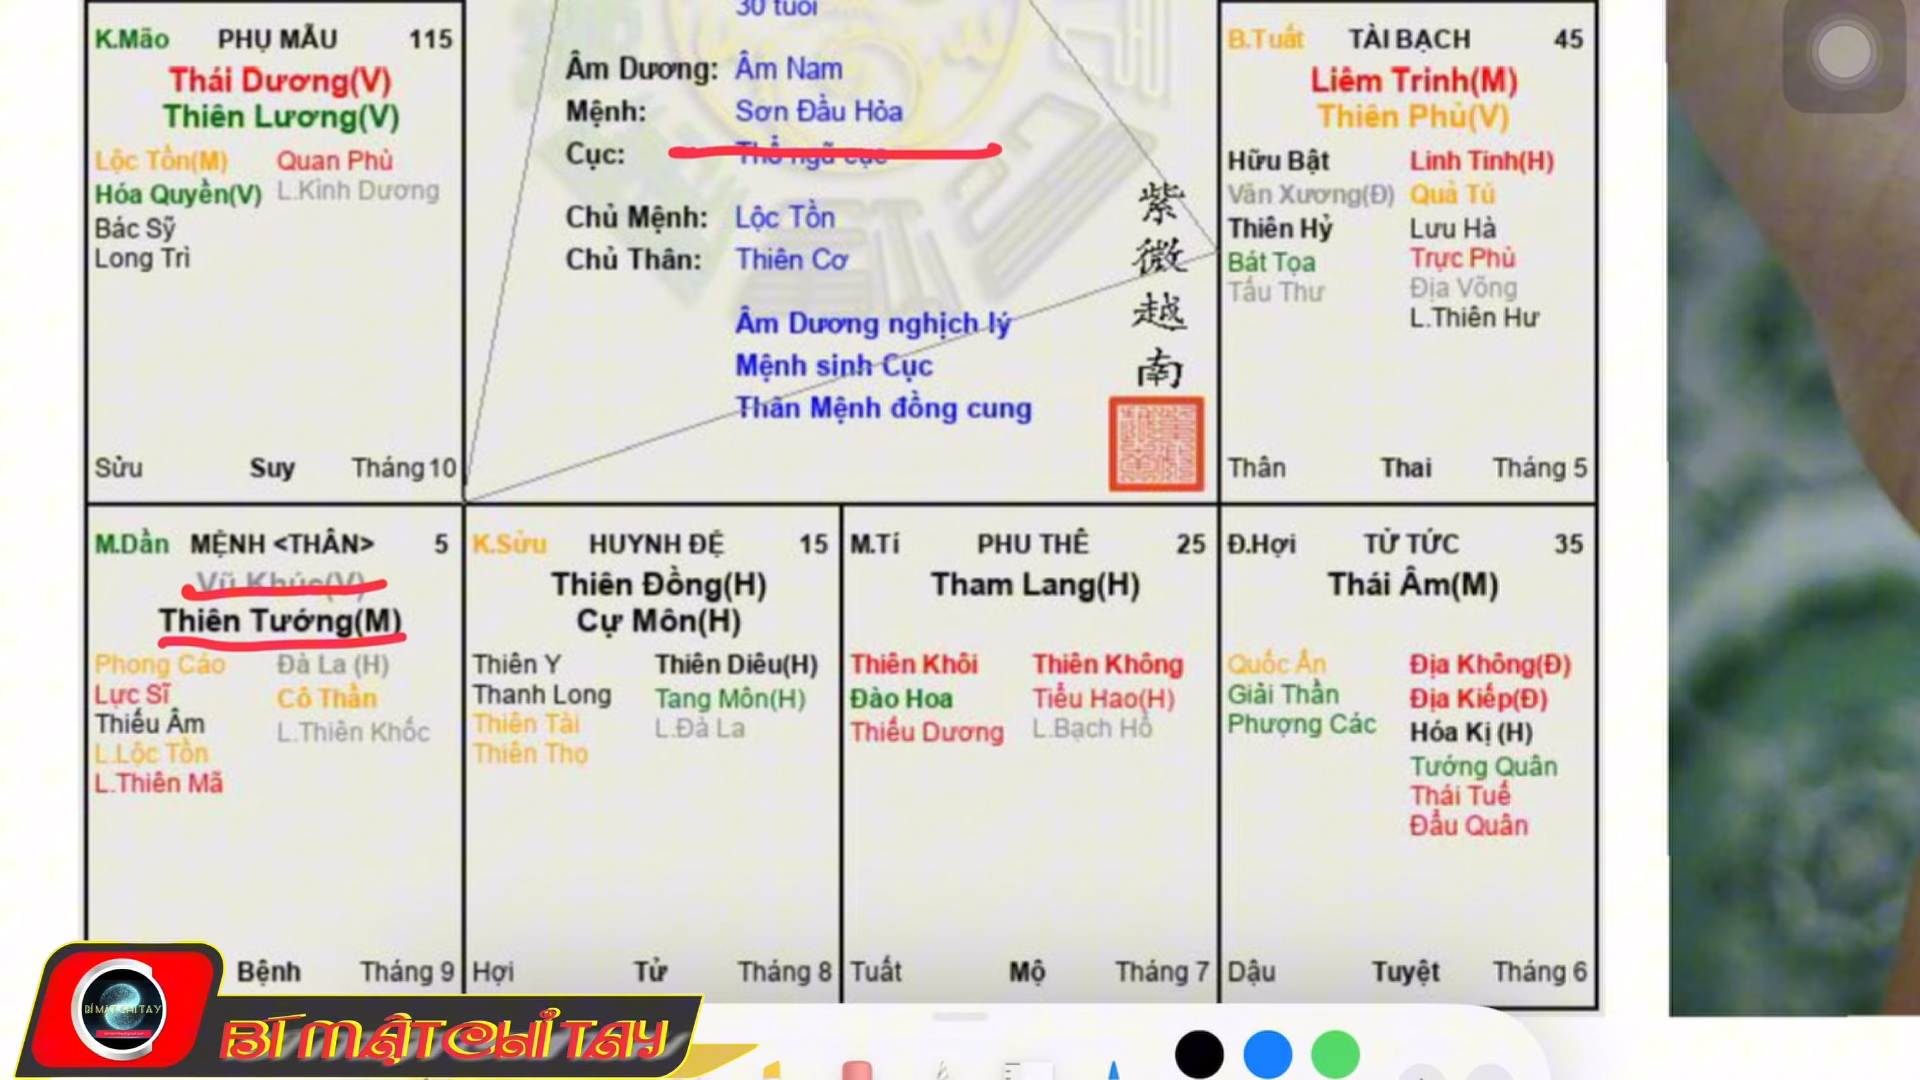 K.Mão PHỤ MẪU 115
Thái Dương(V)
Thiên Lương(V)
Lộc Tồn(M) Quan Phù
Hóa Quyền(V) L.Kình Dương
Bác Sỹ
Long Trì
Sửu Suy Tháng 10
30 tuổi
Âm Dương: Âm Nam
Mệnh: Sơn Đầu Hỏa
Cục: Thổ ngũ cục
Chủ Mệnh: Lộc Tồn
Chủ Thân: Thiên Cơ
Âm Dương nghịch lý
Mệnh sinh Cục
Thân Mệnh đồng cung
紫
微
越
南
B.Tuất TÀI BẠCH 45
Liêm Trinh(M)
Thiên Phủ(V)
Hữu Bật Linh Tinh(H)
Văn Xương(Đ) Quả Tú
Thiên Hỷ Lưu Hà
Bát Tọa Trực Phù
Tấu Thư Địa Võng
L.Thiên Hư
Thân Thai Tháng 5
M.Dần MỆNH <THÂN> 5
Vũ Khúc(V)
Thiên Tướng(M)
Phong Cáo Đà La (H)
Lực Sĩ Cô Thần
Thiếu Âm L.Thiên Khốc
L.Lộc Tồn
L.Thiên Mã
Bệnh Tháng 9
K.Sửu HUYNH ĐỆ 15
Thiên Đồng(H)
Cự Môn(H)
Thiên Y Thiên Diêu(H)
Thanh Long Tang Môn(H)
Thiên Tài L.Đà La
Thiên Thọ
Hợi Tử Tháng 8
M.Tí PHU THÊ 25
Tham Lang(H)
Thiên Khôi Thiên Không
Đào Hoa Tiểu Hao(H)
Thiếu Dương L.Bạch Hổ
Tuất Mộ Tháng 7
Đ.Hợi TỬ TỨC 35
Thái Âm(M)
Quốc Ấn Địa Không(Đ)
Giải Thần Địa Kiếp(Đ)
Phượng Các Hóa Kị (H)
Tướng Quân
Thái Tuế
Đẩu Quân
Dậu Tuyệt Tháng 6
BÍ MẬT CHỈ TAY
BÍ MẬT CHỈ TAY